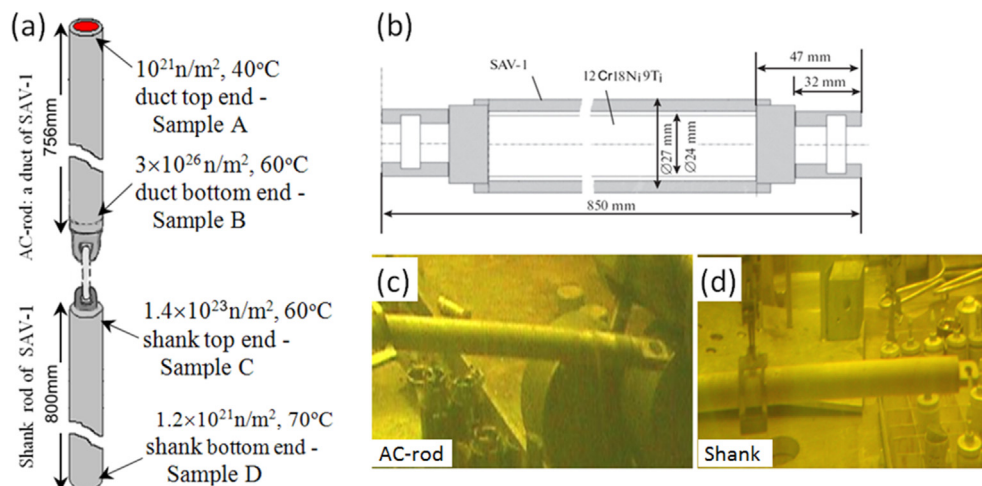 (a)
756mm
AC-rod: a duct of SAV-1
10²¹n/m², 40°C
duct top end -
Sample A
3×10²⁶ n/m², 60°C
duct bottom end -
Sample B
800mm
Shank rod of SAV-1
1.4×10²³n/m², 60°C
shank top end -
Sample C
1.2×10²¹n/m², 70°C
shank bottom end -
Sample D
(b)
SAV-1
12Cr18Ni9Ti
47 mm
32 mm
Ø27 mm
Ø24 mm
850 mm
(c)
AC-rod
(d)
Shank